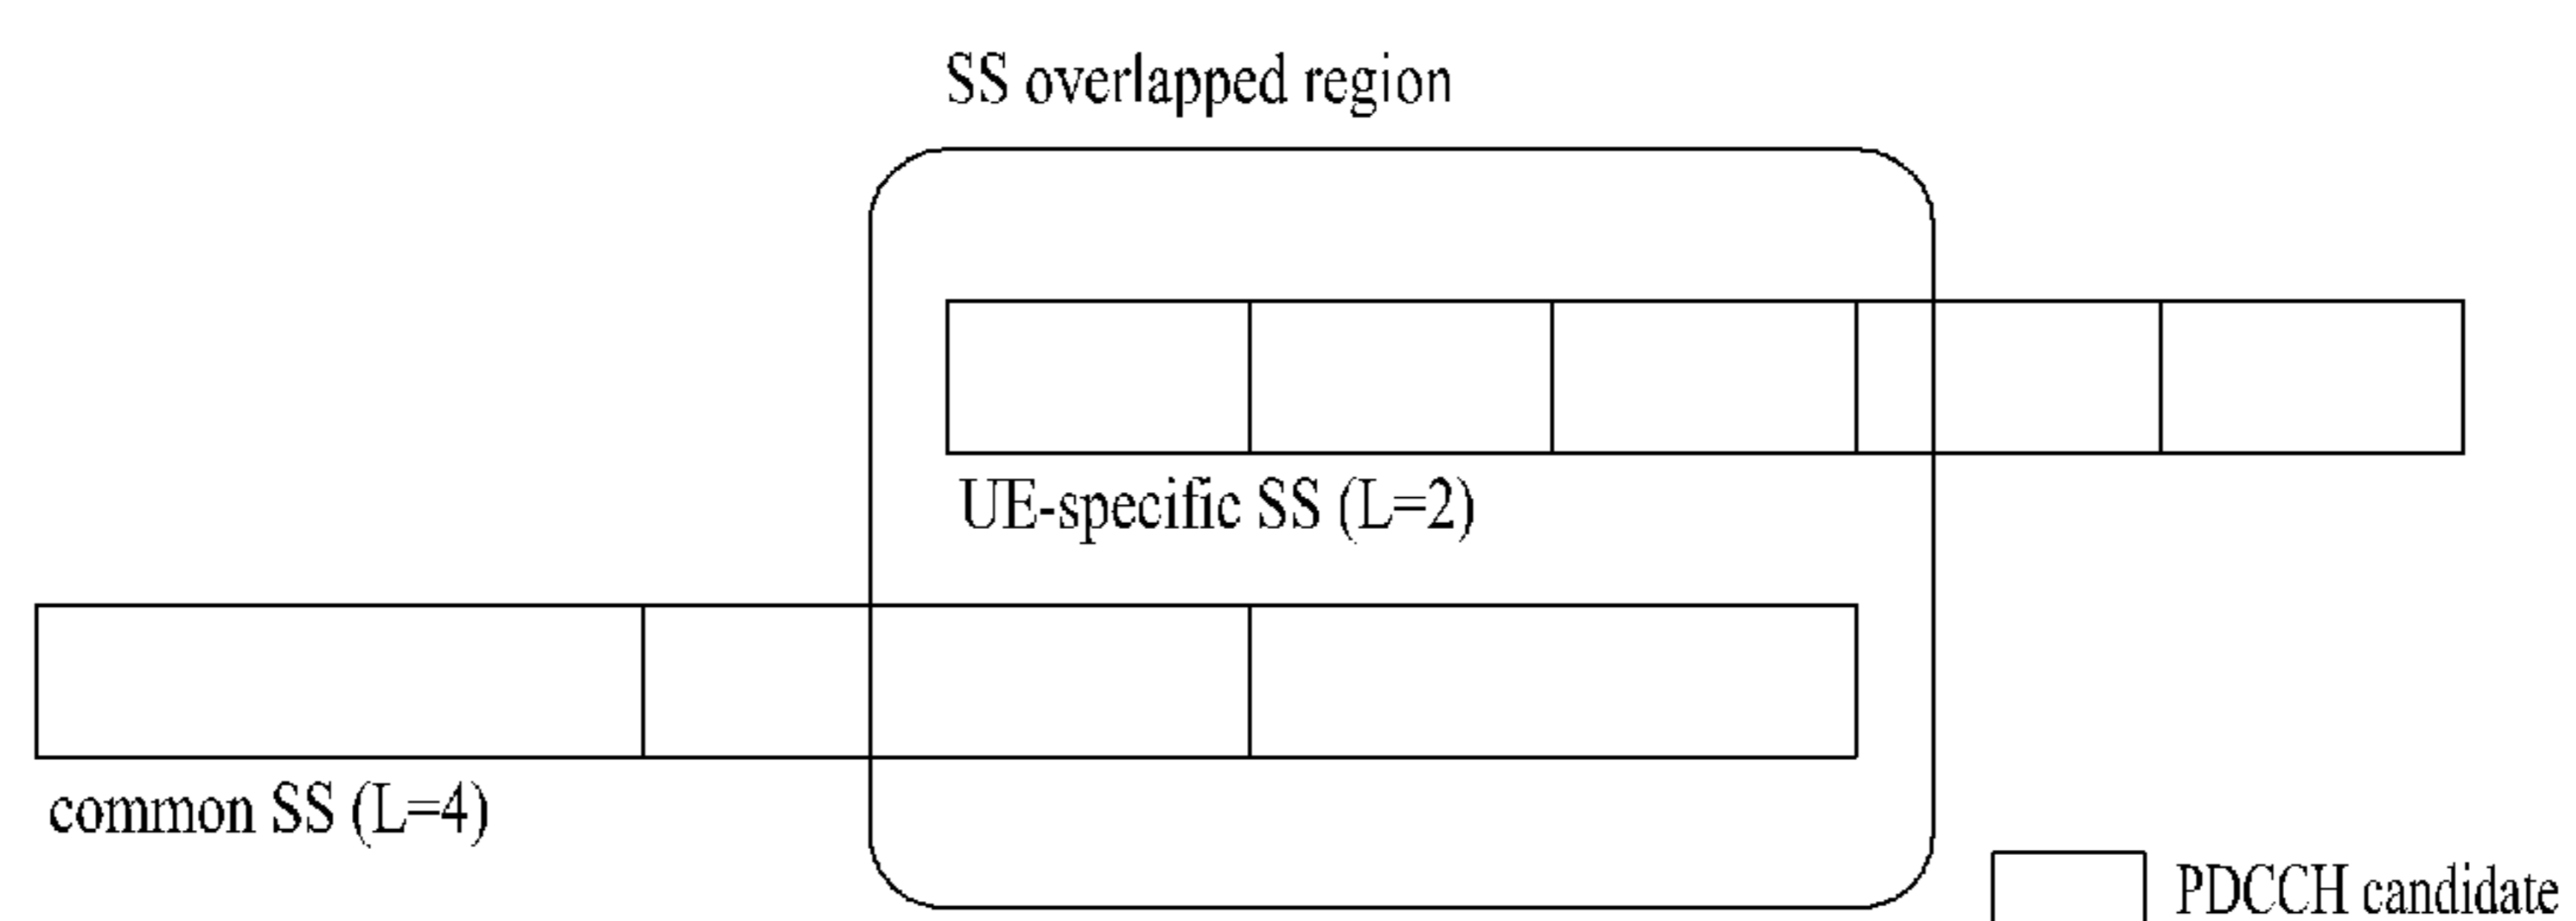 SS overlapped region
UE-specific SS (L=2)
common SS (L=4)
PDCCH candidate